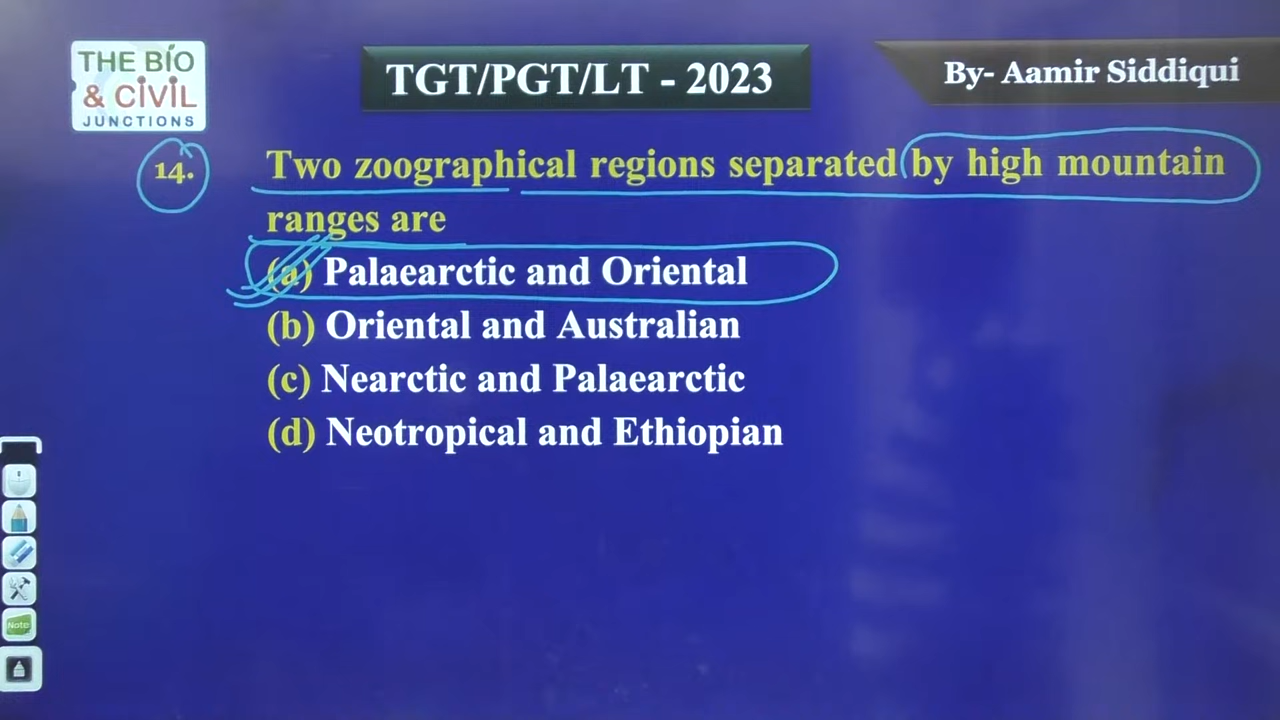 THE BIO
& CIVIL
JUNCTIONS
TGT/PGT/LT - 2023
By- Aamir Siddiqui
14. Two zoographical regions separated by high mountain
ranges are
(a) Palaearctic and Oriental
(b) Oriental and Australian
(c) Nearctic and Palaearctic
(d) Neotropical and Ethiopian
Note